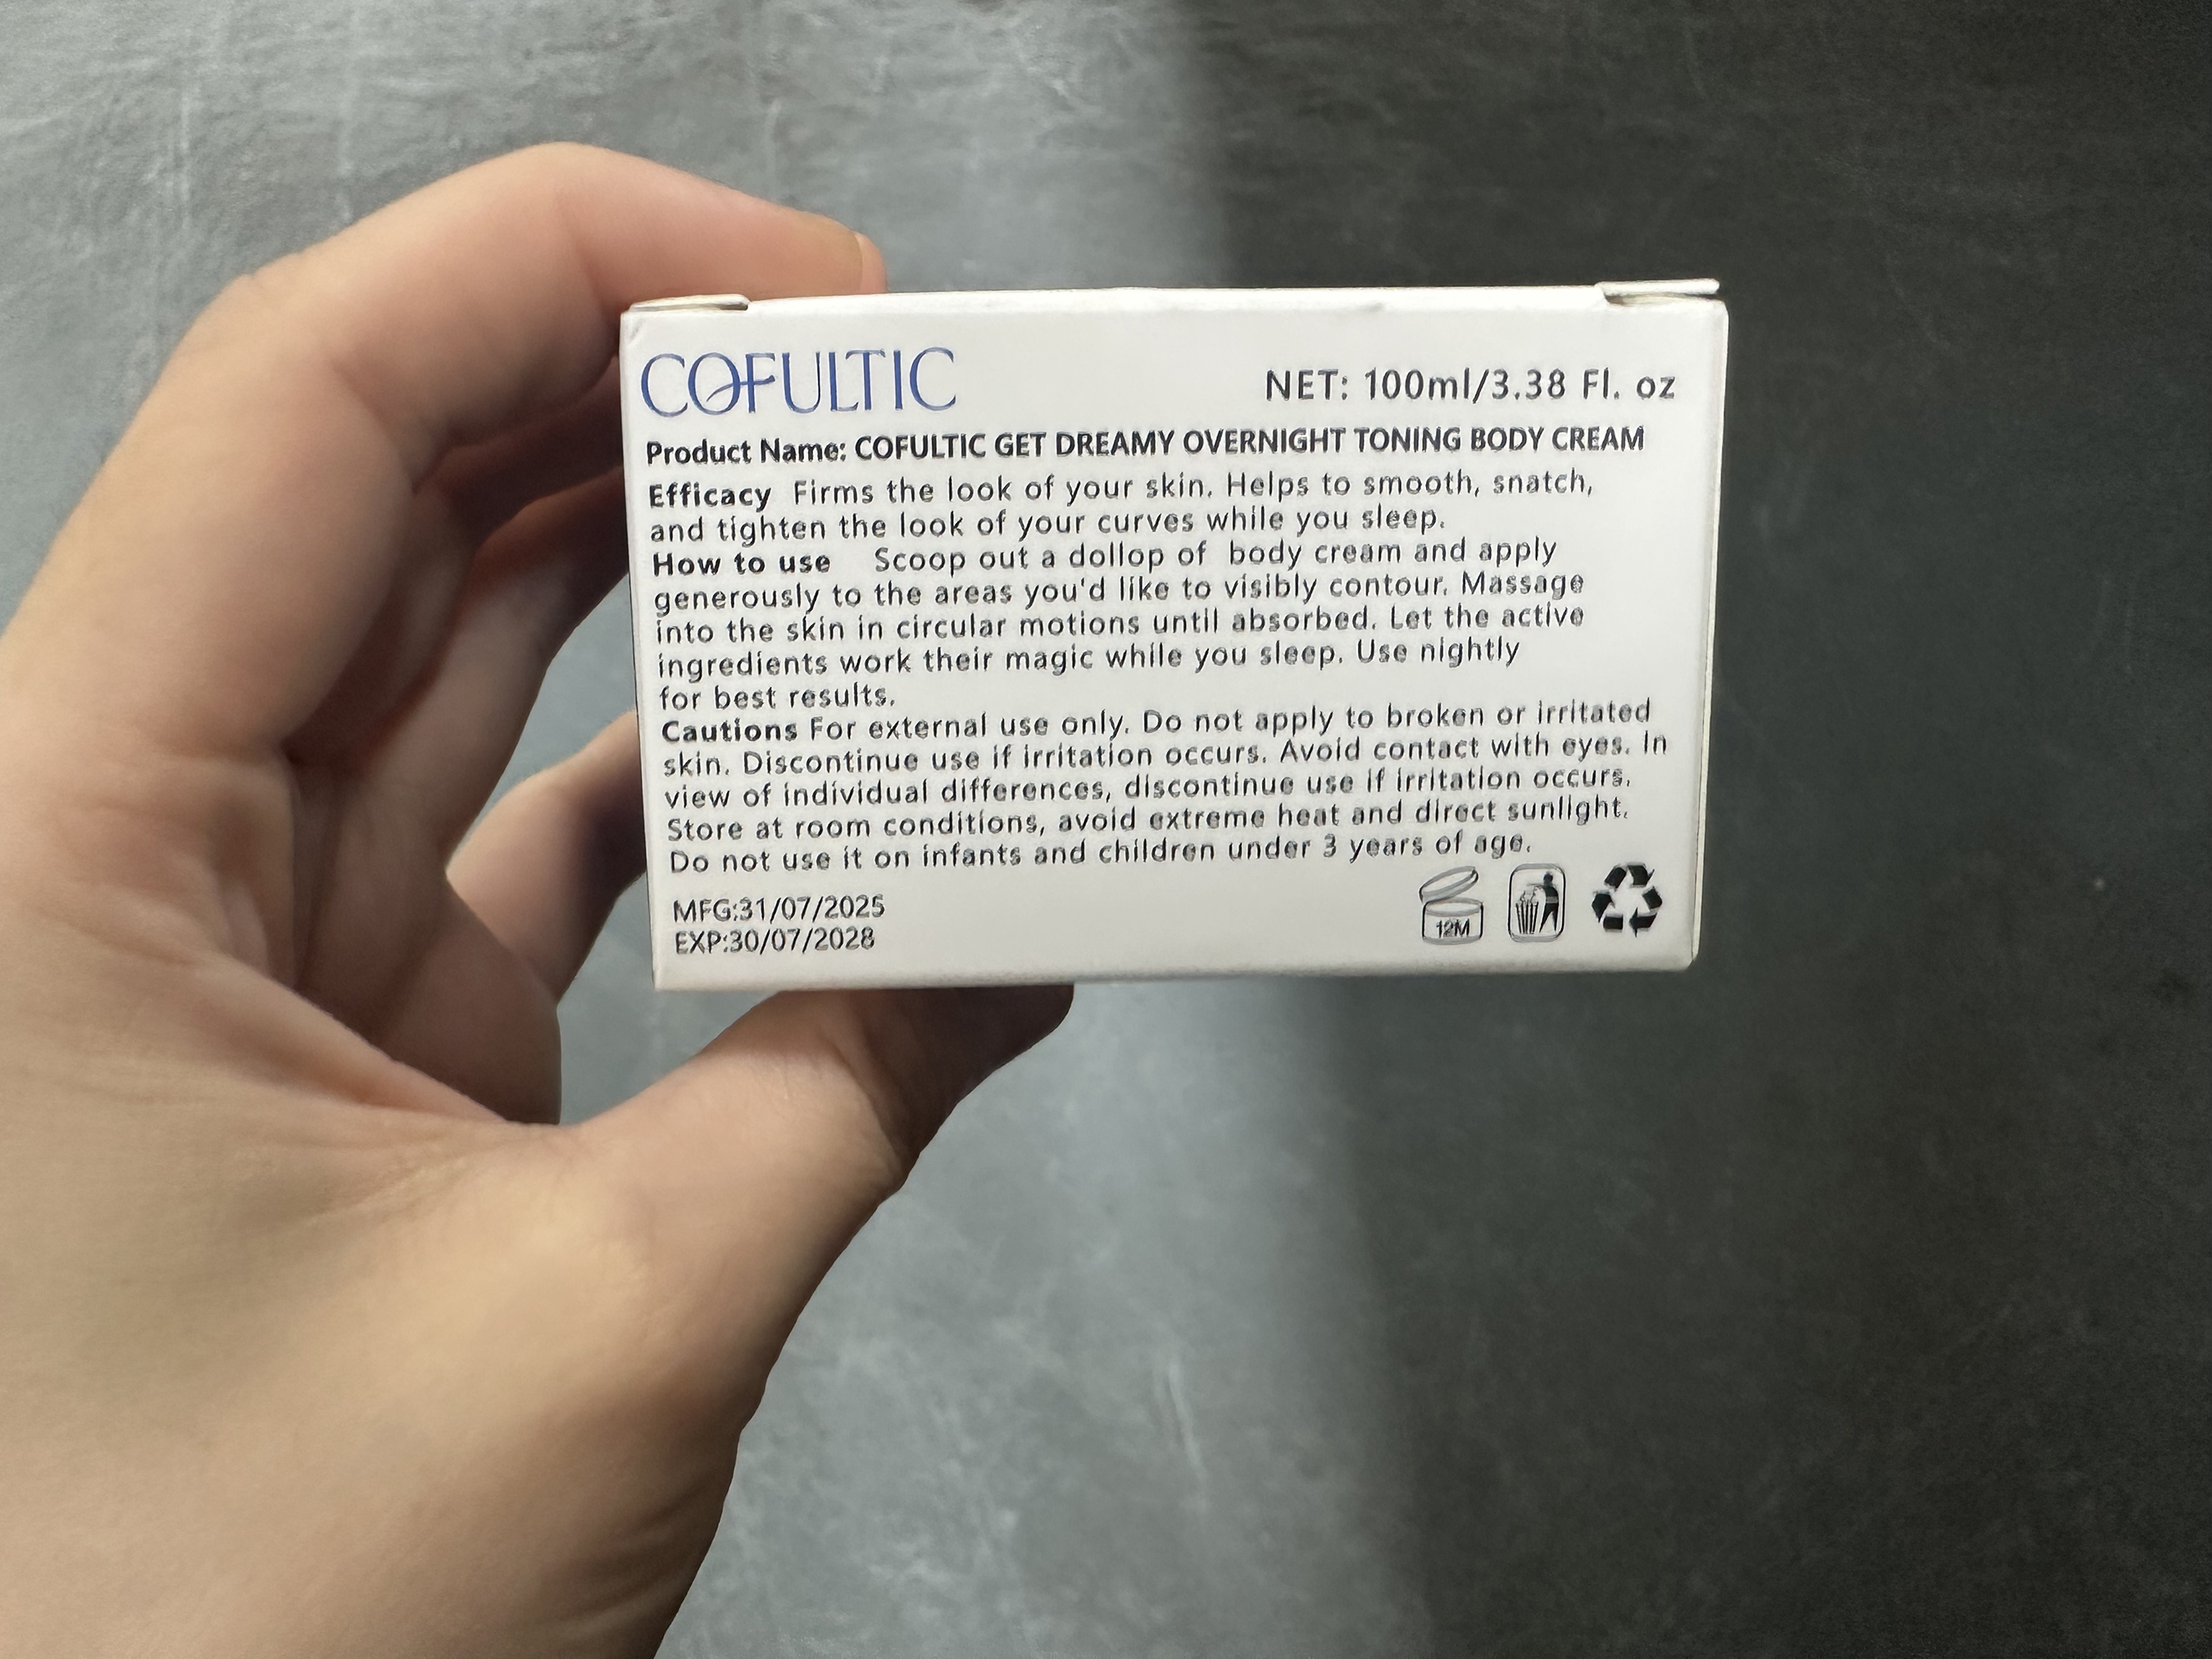 COFULTIC
NET: 100ml/3.38 Fl. oz
Product Name: COFULTIC GET DREAMY OVERNIGHT TONING BODY CREAM
Efficacy Firms the look of your skin. Helps to smooth, snatch,
and tighten the look of your curves while you sleep.
How to use Scoop out a dollop of body cream and apply
generously to the areas you'd like to visibly contour. Massage
into the skin in circular motions until absorbed. Let the active
ingredients work their magic while you sleep. Use nightly
for best results.
Cautions For external use only. Do not apply to broken or irritated
skin. Discontinue use if irritation occurs. Avoid contact with eyes. In
view of individual differences, discontinue use if irritation occurs.
Store at room conditions, avoid extreme heat and direct sunlight.
Do not use it on infants and children under 3 years of age.
MFG:31/07/2025
EXP:30/07/2028
12M